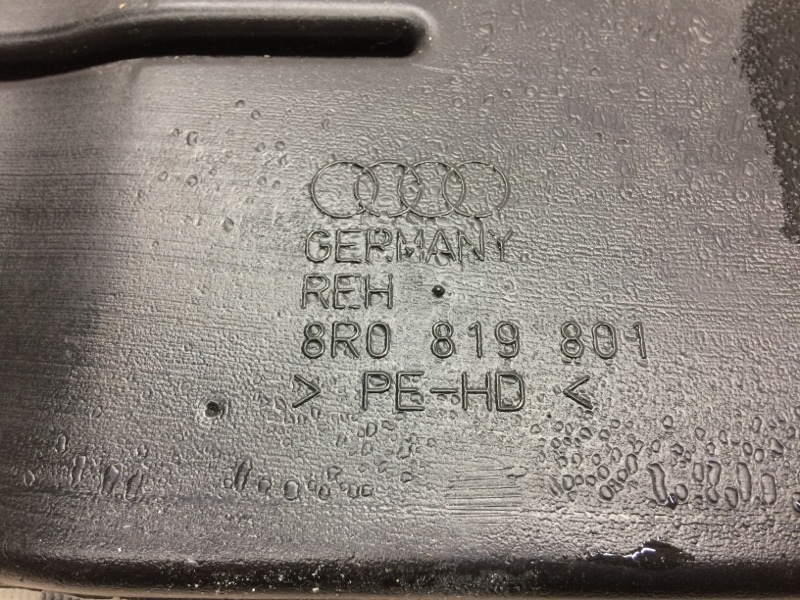 GERMANY
REH
8R0 819 801
> PE-HD <